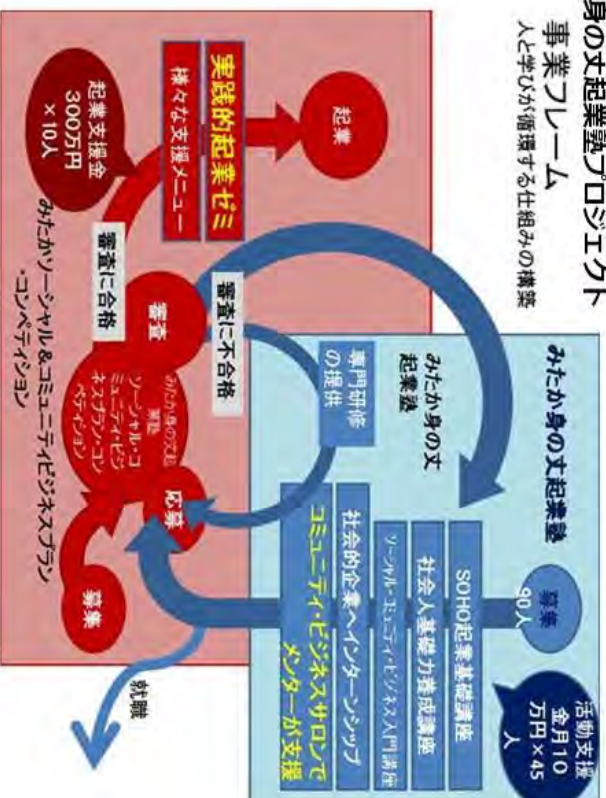 身の丈起業塾プロジェクト
事業フレーム
人と学びが循環する仕組みの構築
みたか身の丈起業塾
募集
90人
活動支援
金月10
万円×45
人
SOHO起業基礎講座
社会人基礎力養成講座
ソーシャル・コミュニティ・ビジネス入門講座
社会的企業へインターンシップ
コミュニティ・ビジネスサロンで
メンターが支援
みたか身の丈
起業塾
専門研修
の提供
起業
実践的起業ゼミ
様々な支援メニュー
起業支援金
300万円
×10人
審査に合格
審査に不合格
審査
みたか身の丈起
業塾
ソーシャル・コ
ミュニティ・ビジ
ネスプラン・コン
ペティション
応募
募集
みたかソーシャル&コミュニティビジネスプラン
・コンペティション
就職